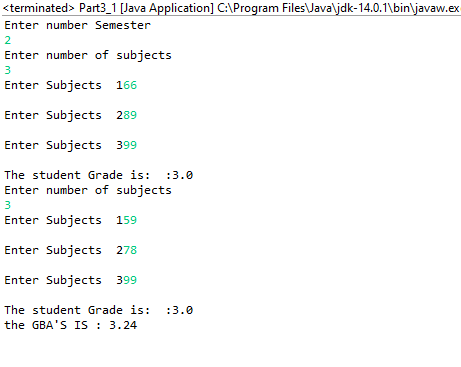 <terminated> Part3_1 [Java Application] C:\Program Files\Java\jdk-14.0.1\bin\javaw.ex
Enter number Semester
2
Enter number of subjects
3
Enter Subjects  166
Enter Subjects  289
Enter Subjects  399
The student Grade is:  :3.0
Enter number of subjects
3
Enter Subjects  159
Enter Subjects  278
Enter Subjects  399
The student Grade is:  :3.0
the GBA'S IS : 3.24